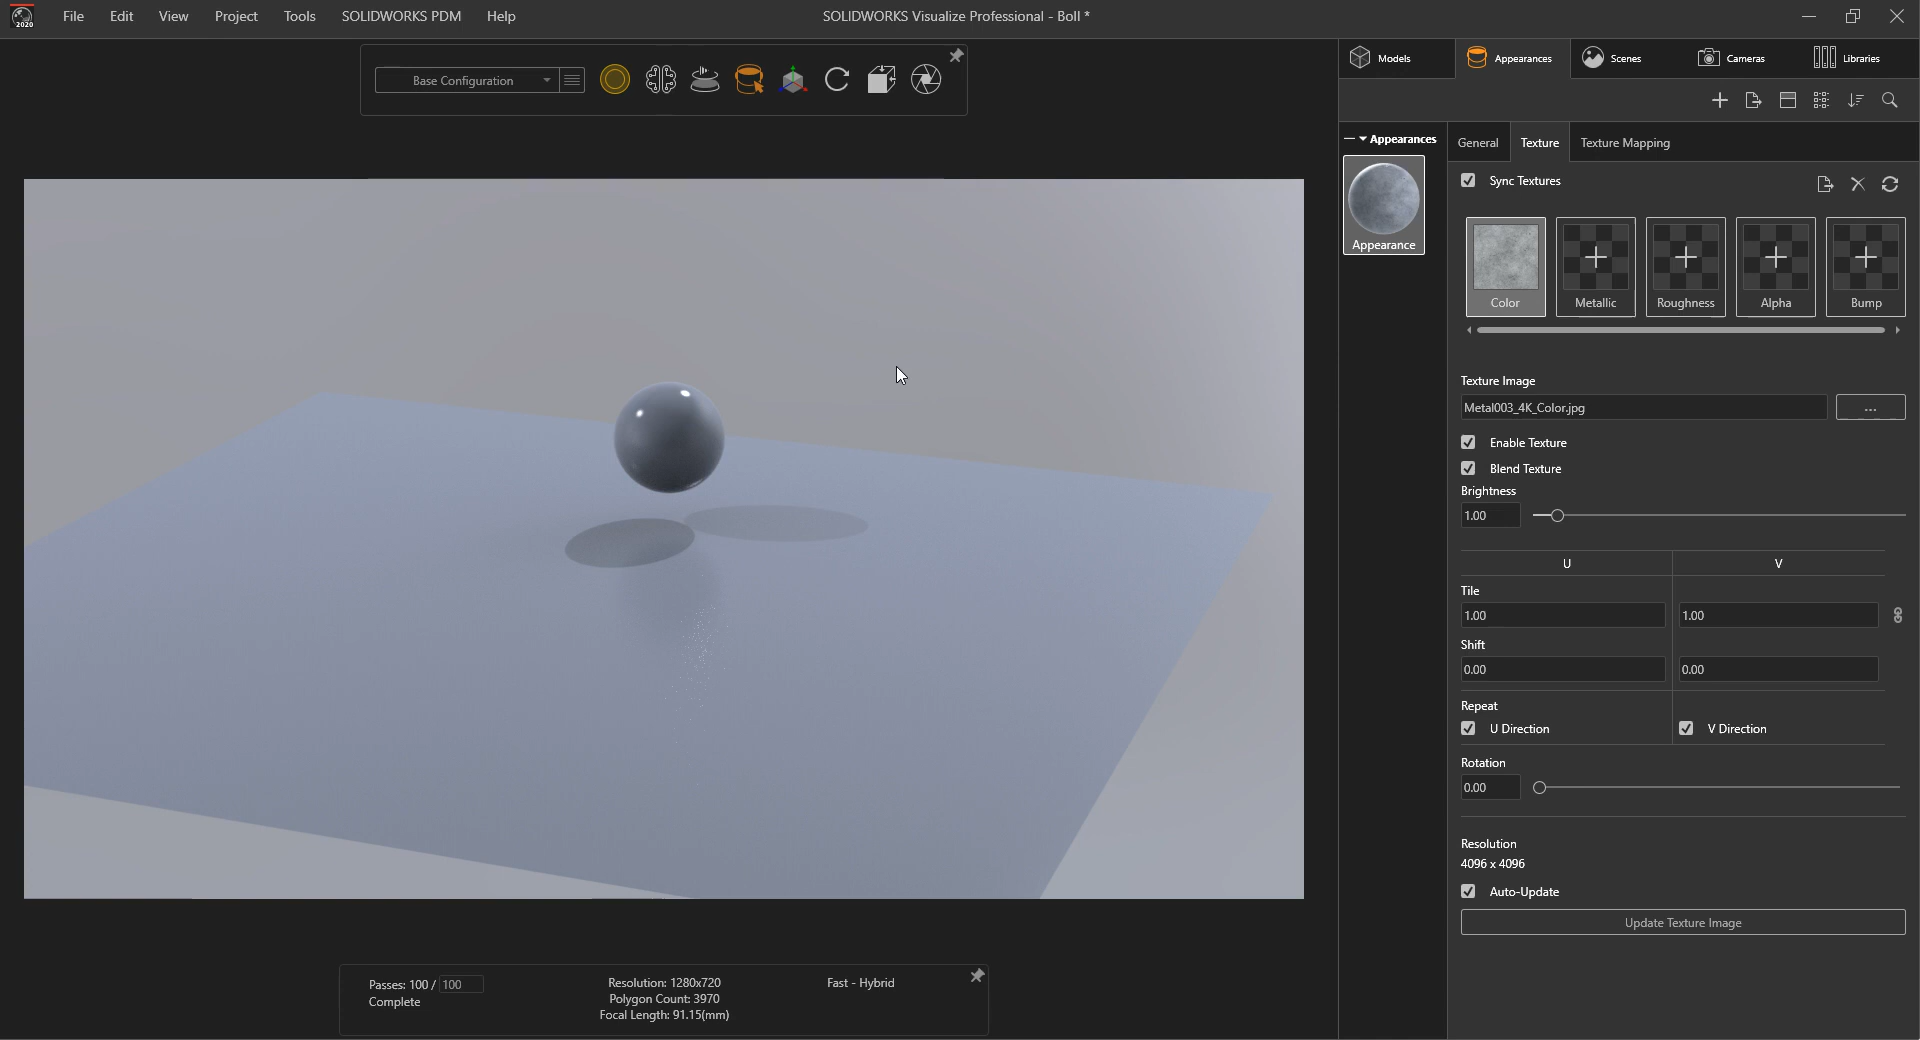 2020
File Edit View Project Tools SOLIDWORKS PDM Help
SOLIDWORKS Visualize Professional - Boll *
Base Configuration
Models Appearances Scenes Cameras Libraries
Appearances
Appearance
General Texture Texture Mapping
Sync Textures
Color Metallic Roughness Alpha Bump
Texture Image
Metal003_4K_Color.jpg ...
Enable Texture
Blend Texture
Brightness
1.00
U V
Tile
1.00 1.00
Shift
0.00 0.00
Repeat
U Direction V Direction
Rotation
0.00
Resolution
4096 x 4096
Auto-Update
Update Texture Image
Passes: 100 / 100
Complete
Resolution: 1280x720
Polygon Count: 3970
Focal Length: 91.15(mm)
Fast - Hybrid